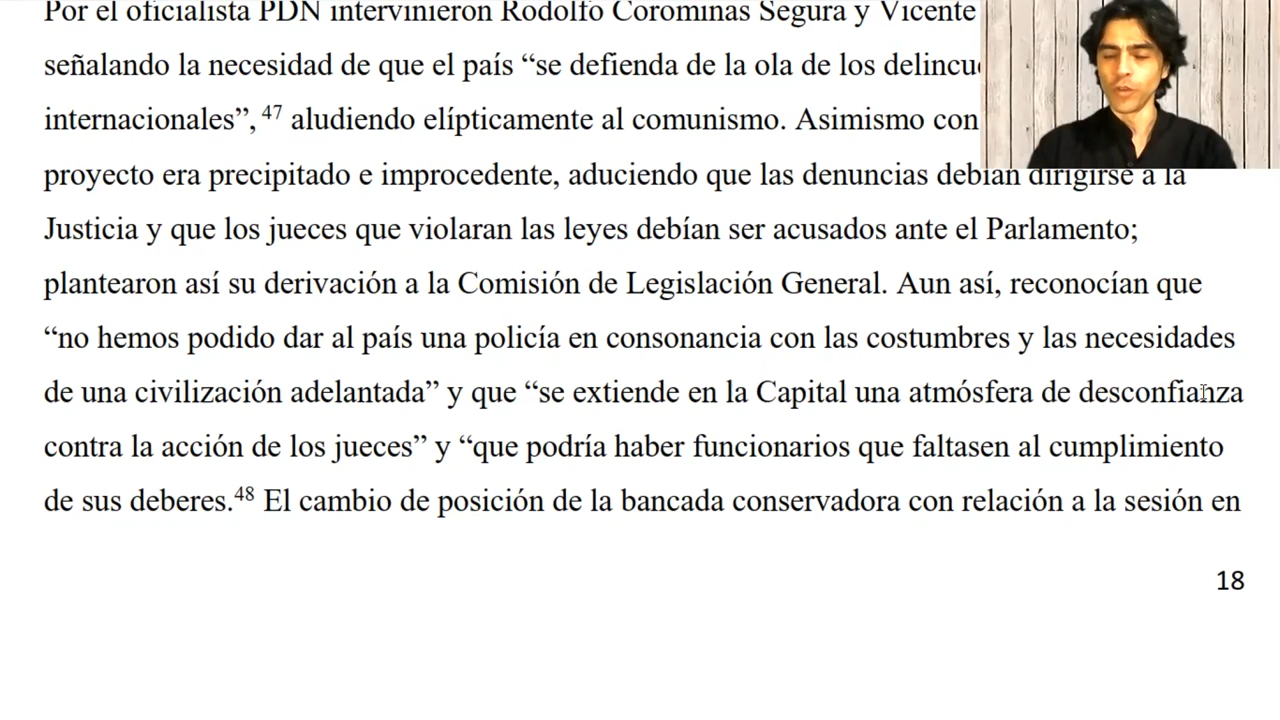 Por el oficialista PDN intervinieron Rodolfo Corominas Segura y Vicente
señalando la necesidad de que el país “se defienda de la ola de los
internacionales”, 47 aludiendo elípticamente al comunismo. Asimismo con
proyecto era precipitado e improcedente, aduciendo que las denuncias debían dirigirse a la
Justicia y que los jueces que violaran las leyes debían ser acusados ante el Parlamento;
plantearon así su derivación a la Comisión de Legislación General. Aun así, reconocían que
“no hemos podido dar al país una policía en consonancia con las costumbres y las necesidades
de una civilización adelantada” y que “se extiende en la Capital una atmósfera de desconfianza
contra la acción de los jueces” y “que podría haber funcionarios que faltasen al cumplimiento
de sus deberes.48 El cambio de posición de la bancada conservadora con relación a la sesión en
18